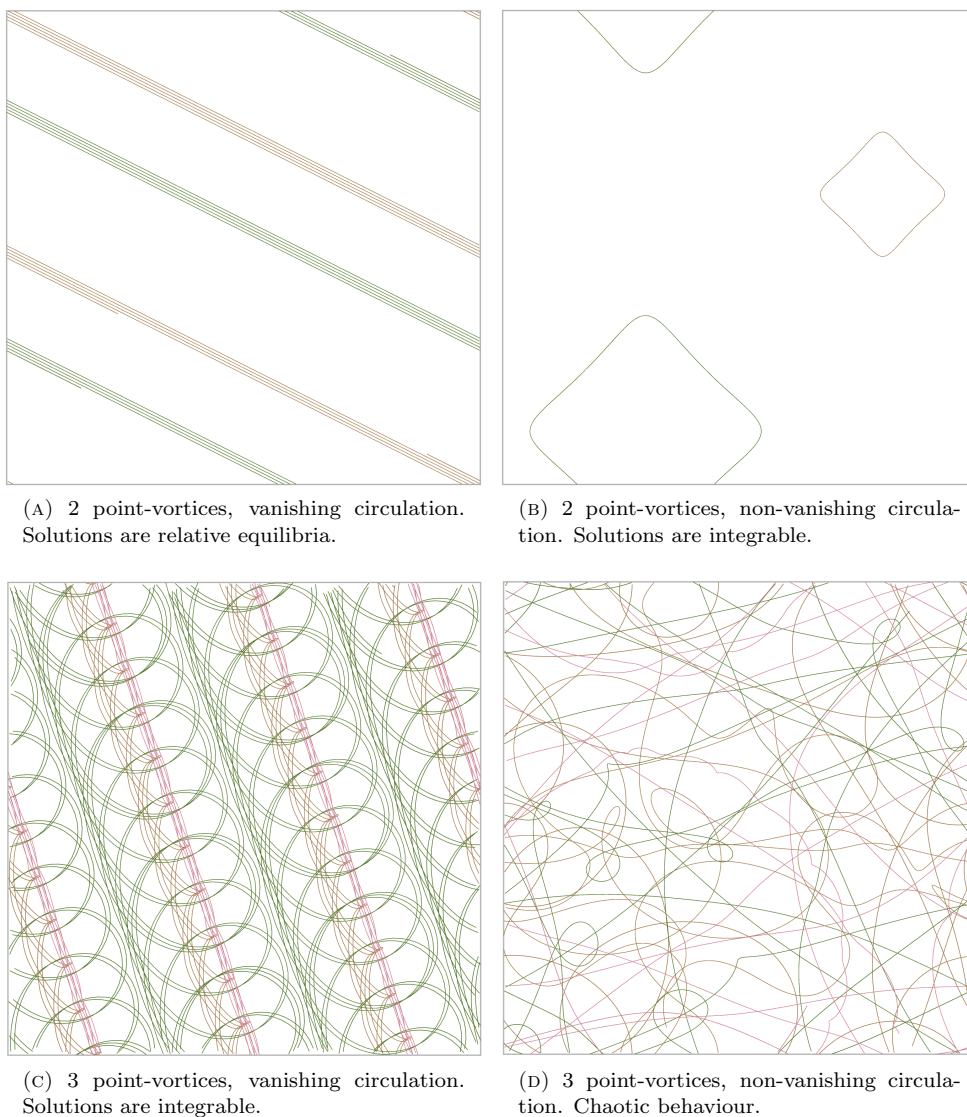 (A) 2 point-vortices, vanishing circulation.
Solutions are relative equilibria.
(B) 2 point-vortices, non-vanishing circula-
tion. Solutions are integrable.
(C) 3 point-vortices, vanishing circulation.
Solutions are integrable.
(D) 3 point-vortices, non-vanishing circula-
tion. Chaotic behaviour.